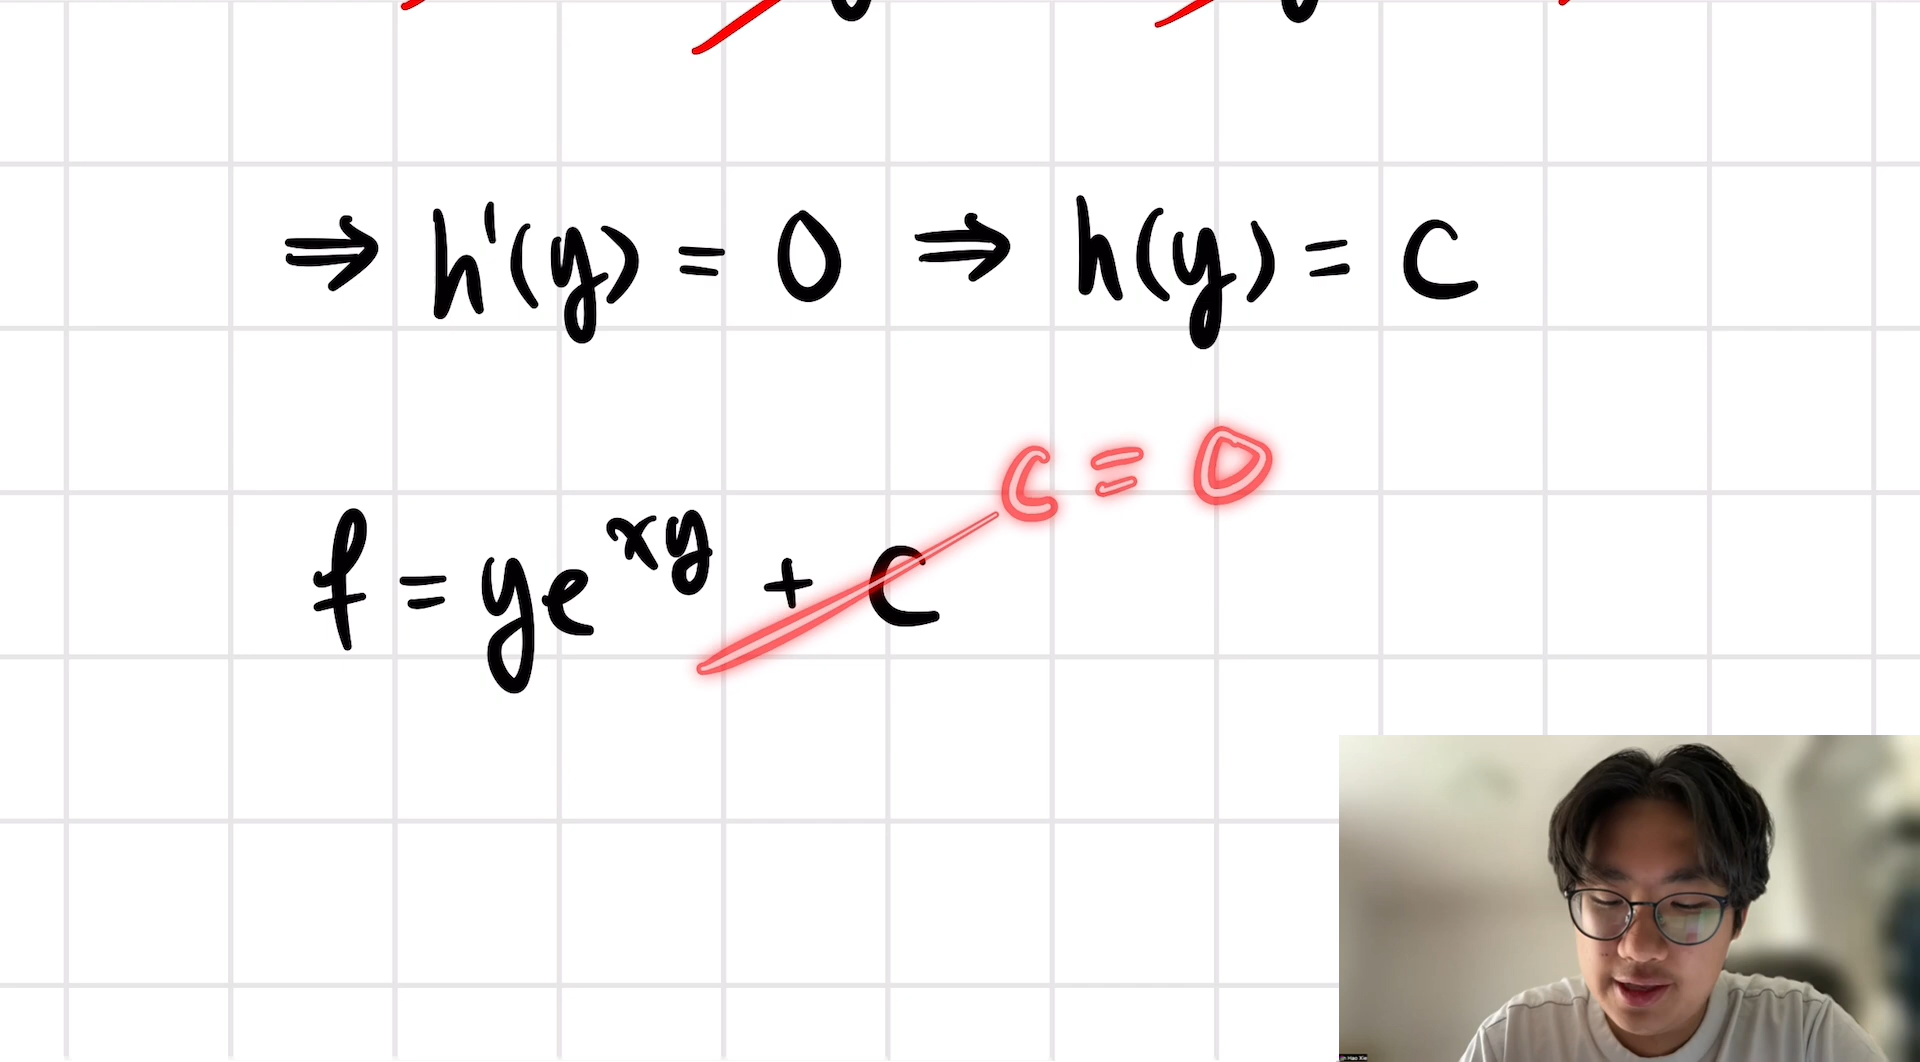 ⇒ h'(y) = 0 ⇒ h(y) = C
c = 0
f = ye^{xy} + C